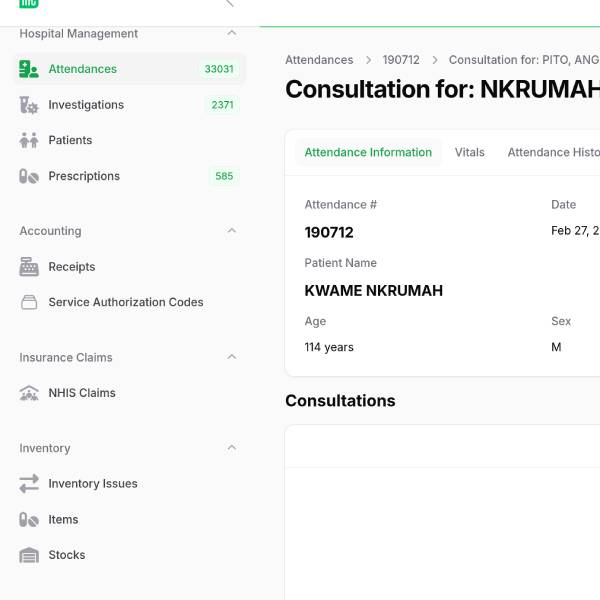 Hospital Management
Attendances 33031
Investigations 2371
Patients
Prescriptions 585
Accounting
Receipts
Service Authorization Codes
Insurance Claims
NHIS Claims
Inventory
Inventory Issues
Items
Stocks
Attendances > 190712 > Consultation for: PITO, ANG
Consultation for: NKRUMAH
Attendance Information Vitals Attendance Histo
Attendance # Date
190712 Feb 27, 2
Patient Name
KWAME NKRUMAH
Age Sex
114 years M
Consultations